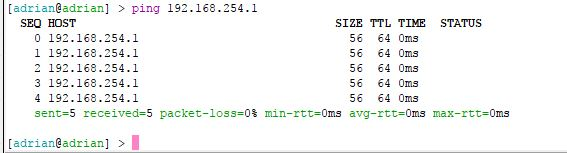 [adrian@adrian] > ping 192.168.254.1
SEQ HOST SIZE TTL TIME STATUS
0 192.168.254.1 56 64 0ms
1 192.168.254.1 56 64 0ms
2 192.168.254.1 56 64 0ms
3 192.168.254.1 56 64 0ms
4 192.168.254.1 56 64 0ms
sent=5 received=5 packet-loss=0% min-rtt=0ms avg-rtt=0ms max-rtt=0ms
[adrian@adrian] >